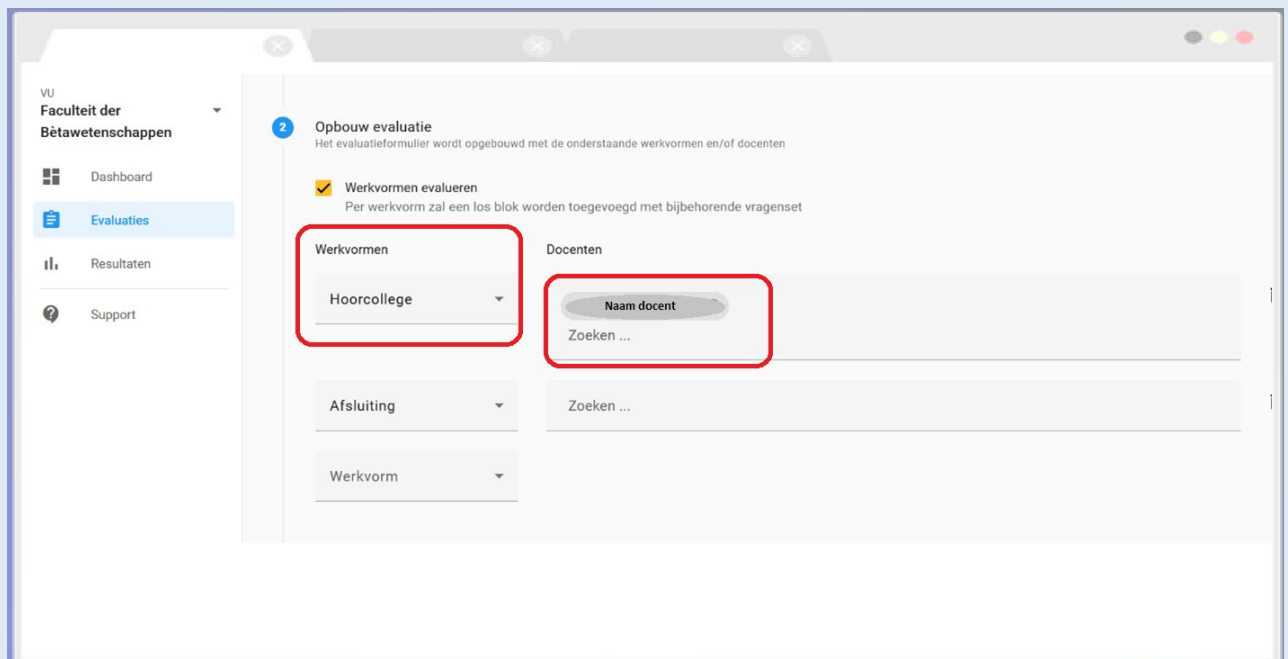 VU
Faculteit der
Bètawetenschappen
Dashboard
Evaluaties
Resultaten
Support
2
Opbouw evaluatie
Het evaluatieformulier wordt opgebouwd met de onderstaande werkvormen en/of docenten
Werkvormen evalueren
Per werkvorm zal een los blok worden toegevoegd met bijbehorende vragenset
Werkvormen
Docenten
Hoorcollege
Naam docent
Zoeken ...
Afsluiting
Zoeken ...
Werkvorm